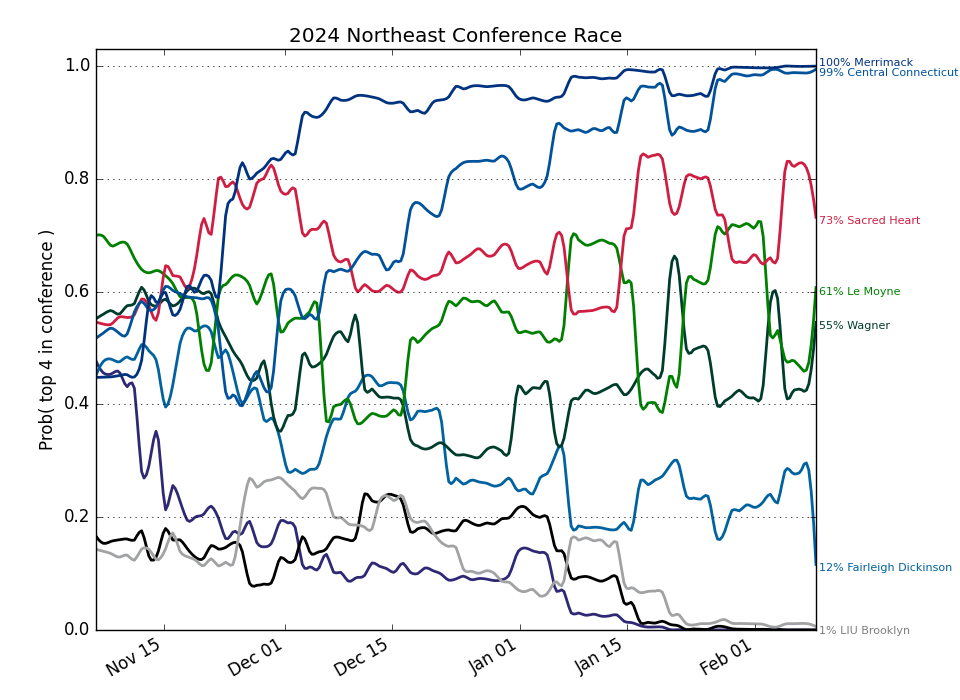 2024 Northeast Conference Race
Prob( top 4 in conference )
1.0
0.8
0.6
0.4
0.2
0.0
Nov 15
Dec 01
Dec 15
Jan 01
Jan 15
Feb 01
100% Merrimack
99% Central Connecticut
73% Sacred Heart
61% Le Moyne
55% Wagner
12% Fairleigh Dickinson
1% LIU Brooklyn